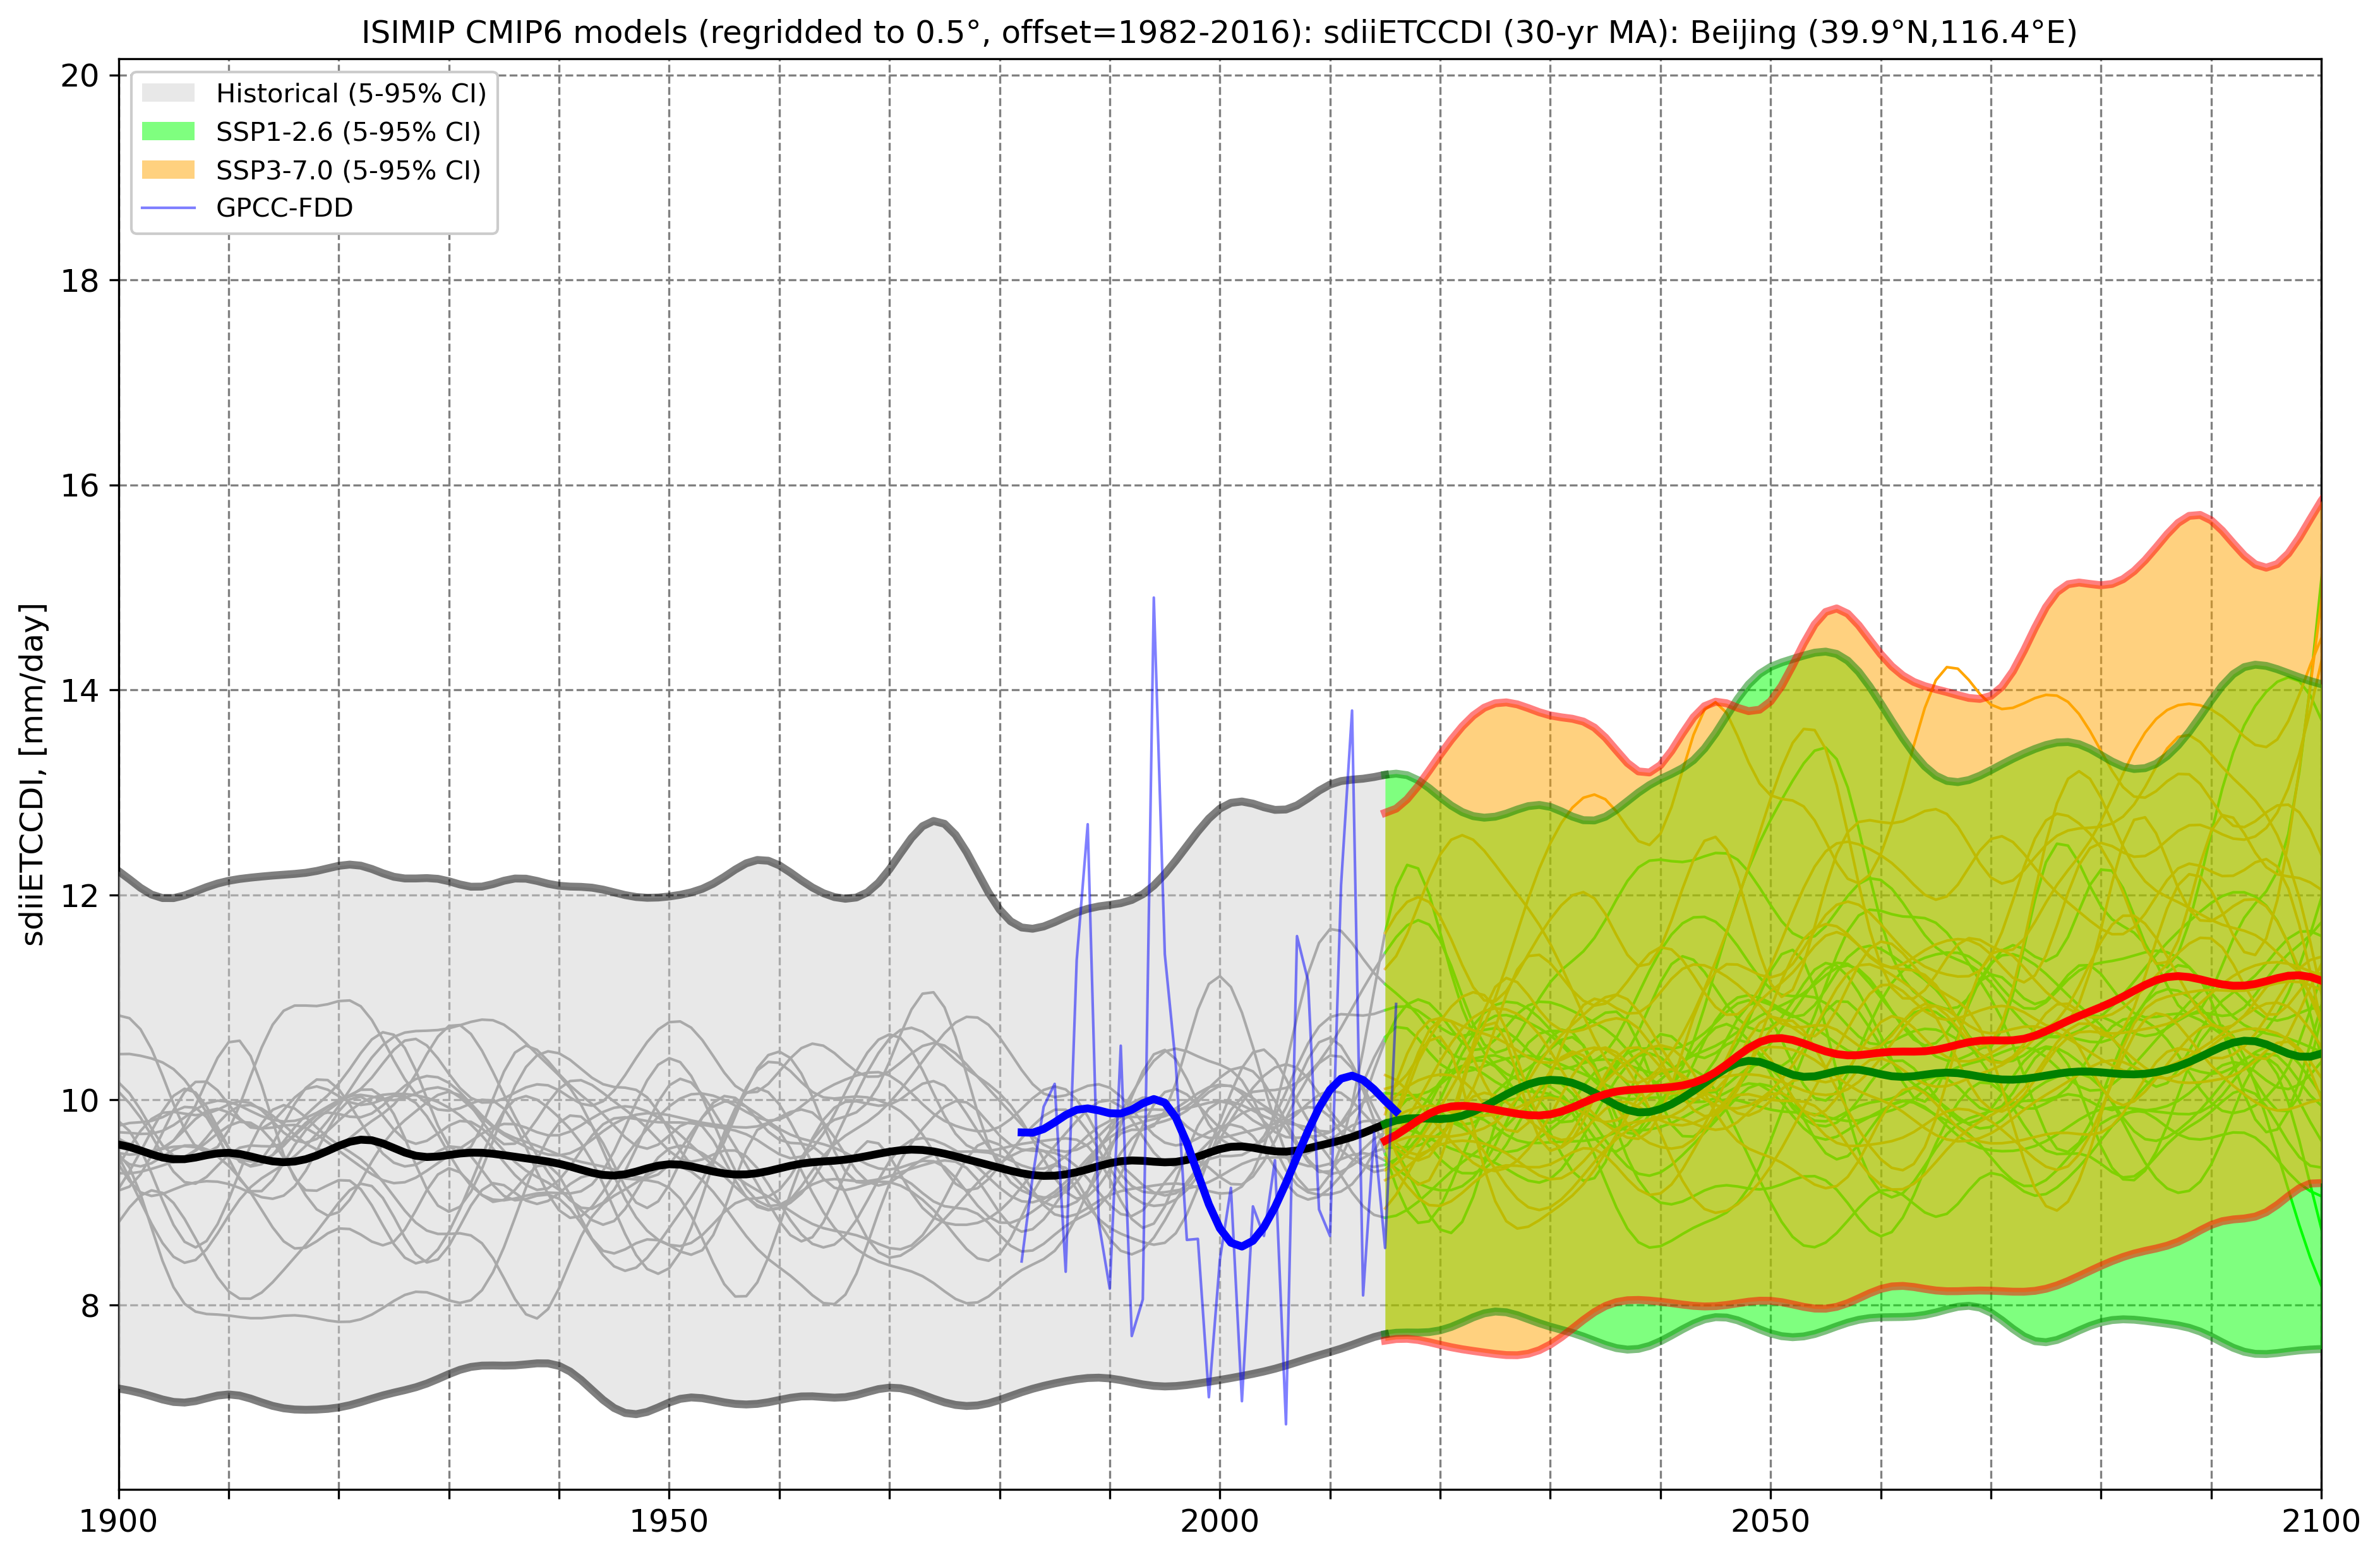 ISIMIP CMIP6 models (regridded to 0.5°, offset=1982-2016): sdiiETCCDI (30-yr MA): Beijing (39.9°N,116.4°E)
Historical (5-95% CI)
SSP1-2.6 (5-95% CI)
SSP3-7.0 (5-95% CI)
GPCC-FDD
sdiiETCCDI, [mm/day]
20
18
16
14
12
10
8
1900
1950
2000
2050
2100